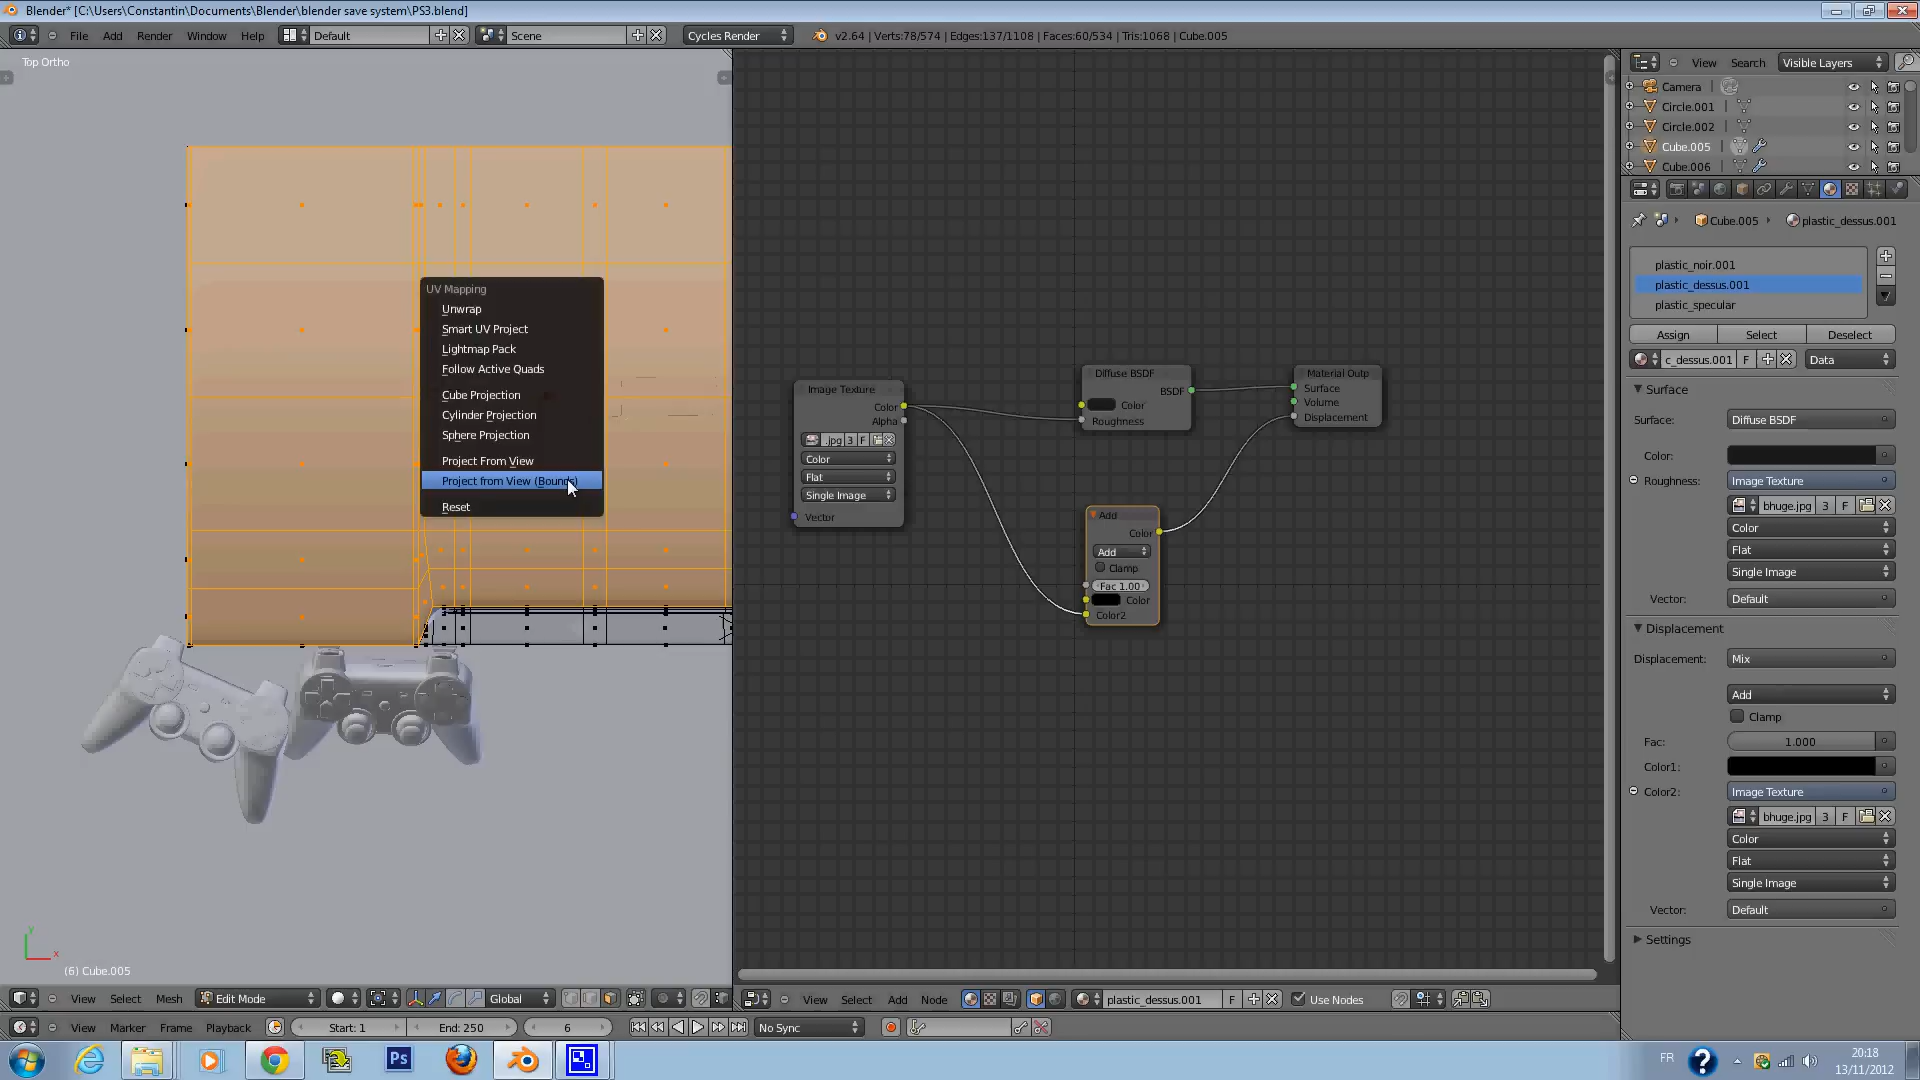 Blender* [C:\Users\Constantin\Documents\Blender\blender save system\PS3.blend]
File Add Render Window Help Default Scene Cycles Render v2.64 | Verts:78/574 | Edges:137/1108 | Faces:60/534 | Tris:1068 | Cube.005
Top Ortho
UV Mapping
Unwrap
Smart UV Project
Lightmap Pack
Follow Active Quads
Cube Projection
Cylinder Projection
Sphere Projection
Project From View
Project from View (Bounds)
Reset
y
x
(6) Cube.005
View Select Mesh Edit Mode Global
Image Texture
Color
Alpha
.jpg 3 F
Color
Flat
Single Image
Vector
Diffuse BSDF
BSDF
Color
Roughness
Material Outp
Surface
Volume
Displacement
Add
Color
Add
Clamp
Fac 1.00
Color
Color2
View Select Add Node plastic_dessus.001 F Use Nodes
View Search Visible Layers
Camera
Circle.001
Circle.002
Cube.005
Cube.006
Cube.005 plastic_dessus.001
plastic_noir.001
plastic_dessus.001
plastic_specular
Assign Select Deselect
c_dessus.001 F Data
Surface
Surface: Diffuse BSDF
Color:
Roughness: Image Texture
bhuge.jpg 3 F
Color
Flat
Single Image
Vector: Default
Displacement
Displacement: Mix
Add
Clamp
Fac: 1.000
Color1:
Color2: Image Texture
bhuge.jpg 3 F
Color
Flat
Single Image
Vector: Default
Settings
View Marker Frame Playback Start: 1 End: 250 6 No Sync
Ps
FR
20:18
13/11/2012